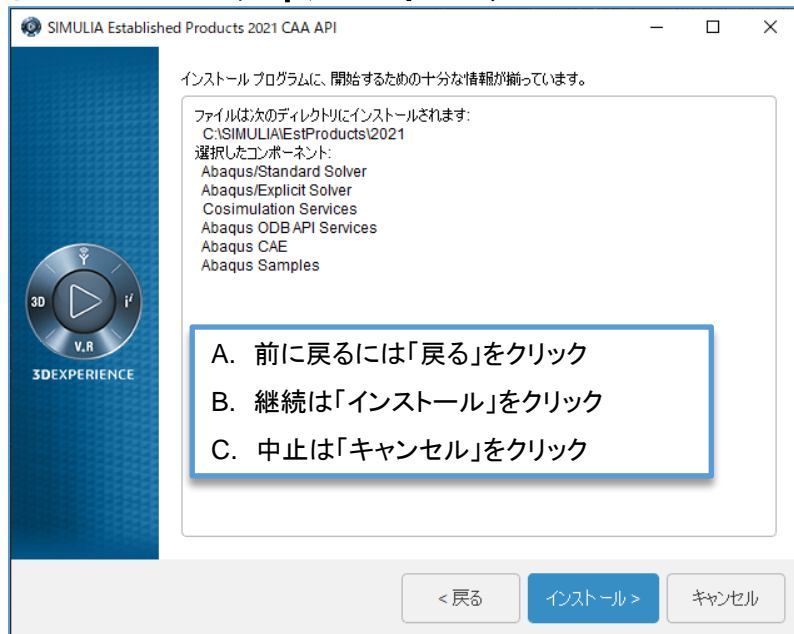 SIMULIA Established Products 2021 CAA API
インストール プログラムに、開始するための十分な情報が揃っています。
ファイルは次のディレクトリにインストールされます:
C:\SIMULIA\EstProducts\2021
選択したコンポーネント:
Abaqus/Standard Solver
Abaqus/Explicit Solver
Cosimulation Services
Abaqus ODB API Services
Abaqus CAE
Abaqus Samples
3D
i²
V.R
3DEXPERIENCE
A. 前に戻るには「戻る」をクリック
B. 継続は「インストール」をクリック
C. 中止は「キャンセル」をクリック
< 戻る
インストール >
キャンセル